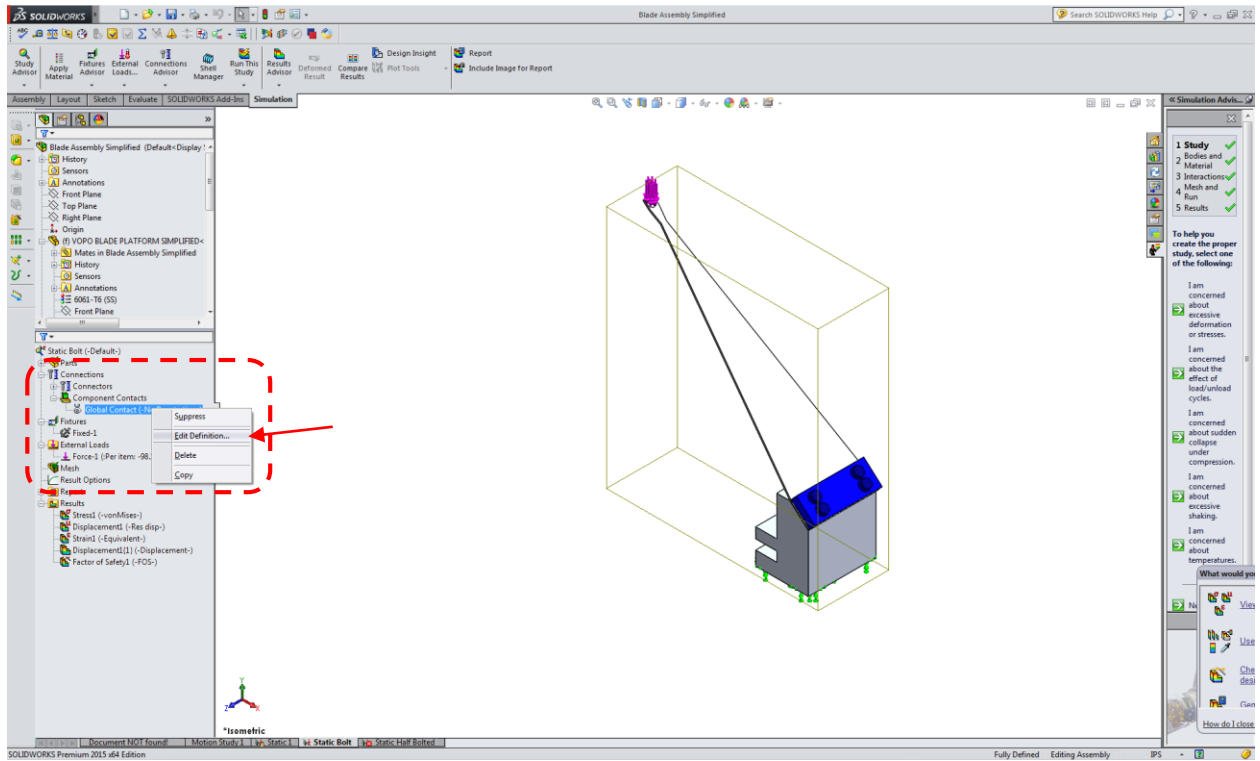 SOLIDWORKS
Blade Assembly Simplified
Search SOLIDWORKS Help
Study
Advisor
Apply
Material
Fixtures
Advisor
External
Loads...
Connections
Advisor
Shell
Manager
Run This
Study
Results
Advisor
Deformed
Result
Compare
Results
Design Insight
Plot Tools
Report
Include Image for Report
Assembly Layout Sketch Evaluate SOLIDWORKS Add-Ins Simulation
Blade Assembly Simplified (Default<Display
History
Sensors
Annotations
Front Plane
Top Plane
Right Plane
Origin
(f) VOPO BLADE PLATFORM SIMPLIFIED<
Mates in Blade Assembly Simplified
History
Sensors
Annotations
6061-T6 (SS)
Front Plane
Static Bolt (-Default-)
Parts
Connections
Connectors
Component Contacts
Global Contact
Fixtures
Fixed-1
External Loads
Force-1 (:Per item: -98.
Mesh
Result Options
Report
Results
Stress1 (-vonMises-)
Displacement1 (-Res disp-)
Strain1 (-Equivalent-)
Displacement1{1} (-Displacement-)
Factor of Safety1 (-FOS-)
Suppress
Edit Definition...
Delete
Copy
Simulation Advis...
1 Study
2 Bodies and
Material
3 Interactions
4 Mesh and
Run
5 Results
To help you
create the proper
study, select one
of the following:
I am
concerned
about
excessive
deformation
or stresses.
I am
concerned
about the
effect of
load/unload
cycles.
I am
concerned
about sudden
collapse
under
compression.
I am
concerned
about
excessive
shaking.
I am
concerned
about
temperatures.
What would you
View
Use
Che
desi
Gen
How do I close
Y
Z
X
*Isometric
Document NOT found! Motion Study 1 Static 1 Static Bolt Static Half Bolted
SOLIDWORKS Premium 2015 x64 Edition
Fully Defined Editing Assembly IPS